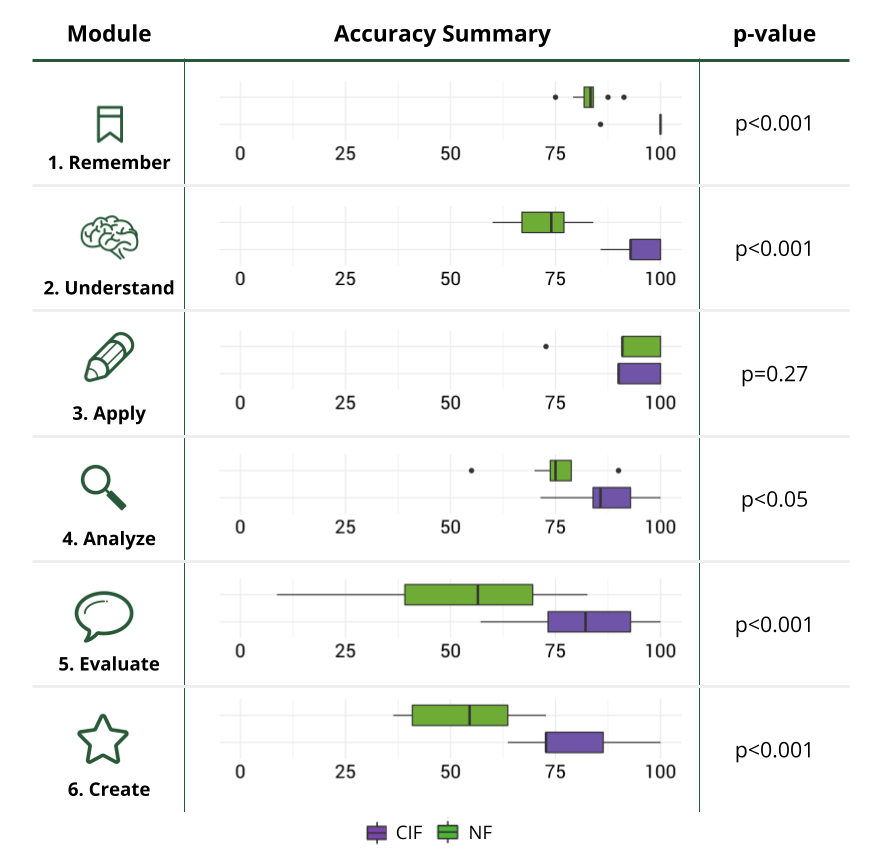 Module Accuracy Summary p-value
0 25 50 75 100
p<0.001
1. Remember
0 25 50 75 100
p<0.001
2. Understand
0 25 50 75 100
p=0.27
3. Apply
0 25 50 75 100
p<0.05
4. Analyze
0 25 50 75 100
p<0.001
5. Evaluate
0 25 50 75 100
p<0.001
6. Create
CIF NF